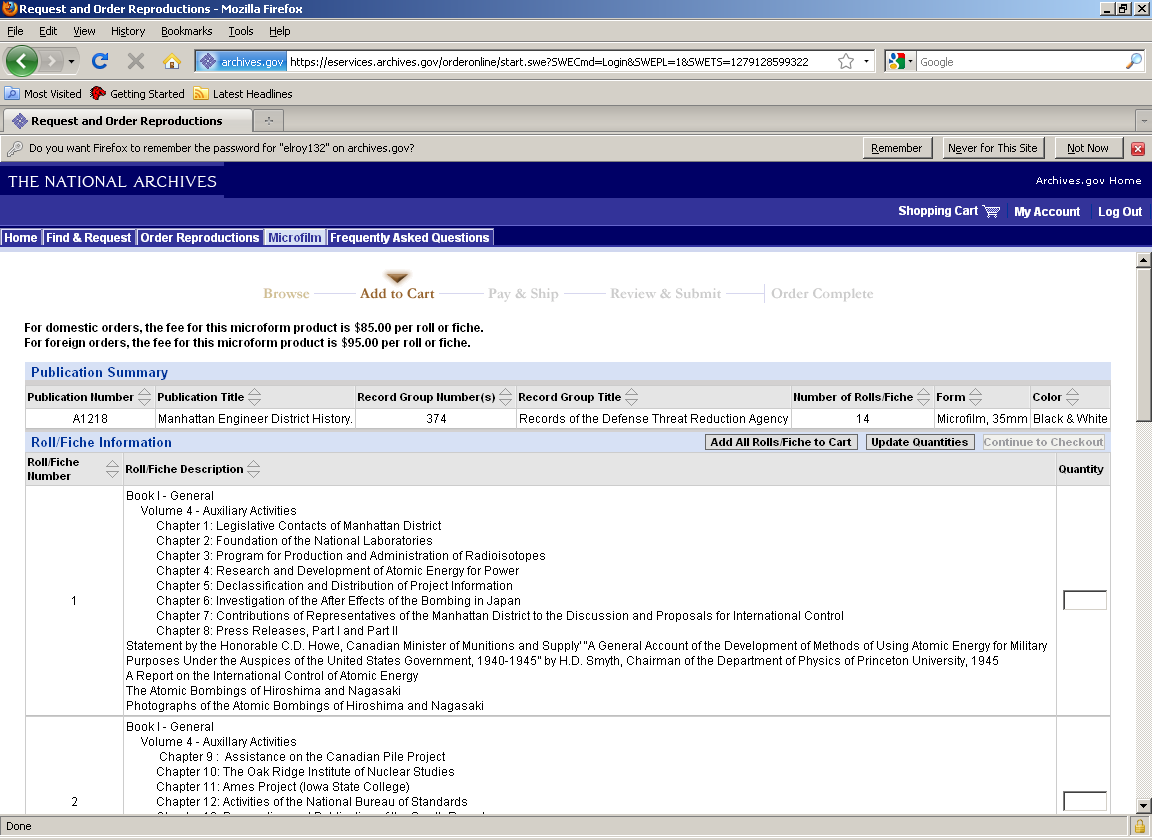 Request and Order Reproductions - Mozilla Firefox
File Edit View History Bookmarks Tools Help
archives.gov https://eservices.archives.gov/orderonline/start.swe?SWECmd=Login&SWEPL=1&SWETS=1279128599322 Google
Most Visited Getting Started Latest Headlines
Request and Order Reproductions
Do you want Firefox to remember the password for "elroy132" on archives.gov? Remember Never for This Site Not Now
THE NATIONAL ARCHIVES
Archives.gov Home
Shopping Cart My Account Log Out
Home Find & Request Order Reproductions Microfilm Frequently Asked Questions
Browse Add to Cart Pay & Ship Review & Submit Order Complete
For domestic orders, the fee for this microform product is $85.00 per roll or fiche.
For foreign orders, the fee for this microform product is $95.00 per roll or fiche.
Publication Summary
Publication Number Publication Title Record Group Number(s) Record Group Title Number of Rolls/Fiche Form Color
A1218 Manhattan Engineer District History. 374 Records of the Defense Threat Reduction Agency 14 Microfilm, 35mm Black & White
Roll/Fiche Information Add All Rolls/Fiche to Cart Update Quantities Continue to Checkout
Roll/Fiche Number Roll/Fiche Description Quantity
Book I - General
Volume 4 - Auxiliary Activities
Chapter 1: Legislative Contacts of Manhattan District
Chapter 2: Foundation of the National Laboratories
Chapter 3: Program for Production and Administration of Radioisotopes
Chapter 4: Research and Development of Atomic Energy for Power
Chapter 5: Declassification and Distribution of Project Information
1 Chapter 6: Investigation of the After Effects of the Bombing in Japan
Chapter 7: Contributions of Representatives of the Manhattan District to the Discussion and Proposals for International Control
Chapter 8: Press Releases, Part I and Part II
Statement by the Honorable C.D. Howe, Canadian Minister of Munitions and Supply'"A General Account of the Development of Methods of Using Atomic Energy for Military
Purposes Under the Auspices of the United States Government, 1940-1945" by H.D. Smyth, Chairman of the Department of Physics of Princeton University, 1945
A Report on the International Control of Atomic Energy
The Atomic Bombings of Hiroshima and Nagasaki
Photographs of the Atomic Bombings of Hiroshima and Nagasaki
Book I - General
Volume 4 - Auxillary Activities
Chapter 9 : Assistance on the Canadian Pile Project
Chapter 10: The Oak Ridge Institute of Nuclear Studies
Chapter 11: Ames Project (Iowa State College)
2 Chapter 12: Activities of the National Bureau of Standards
Done